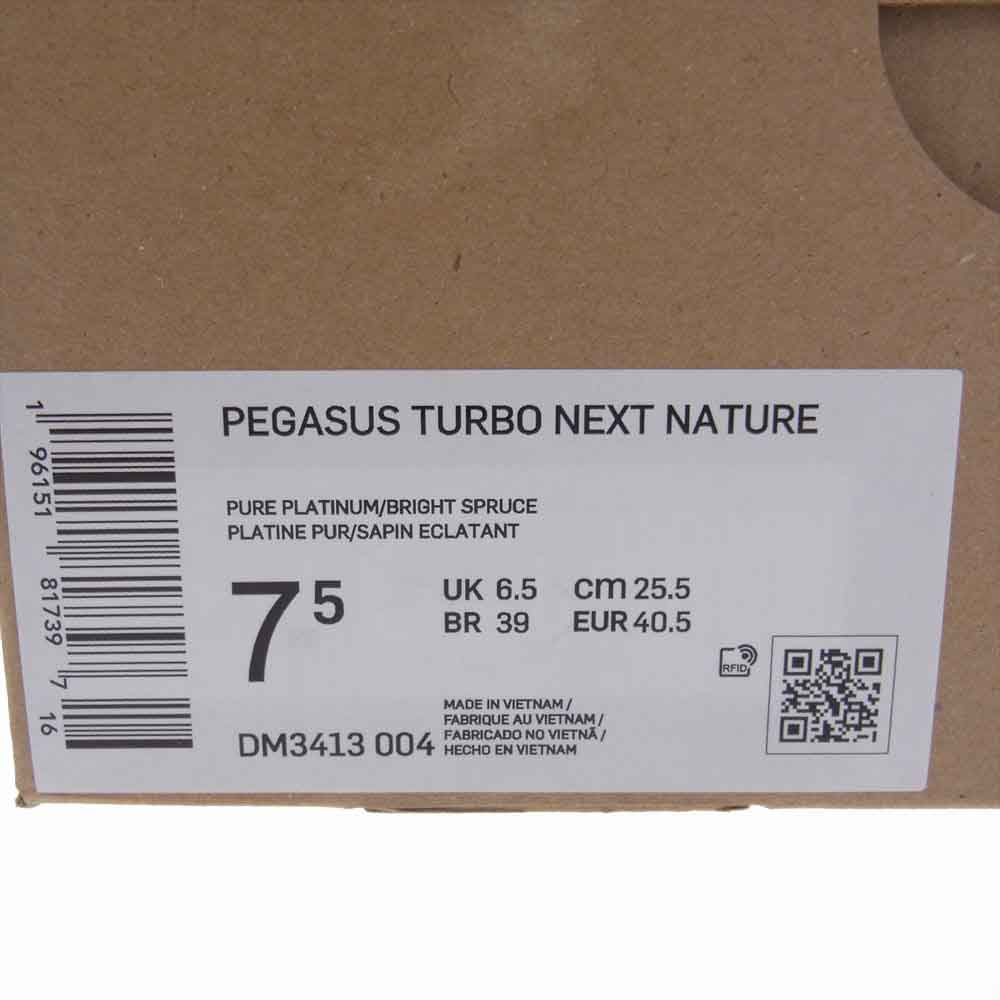 PEGASUS TURBO NEXT NATURE
PURE PLATINUM/BRIGHT SPRUCE
PLATINE PUR/SAPIN ECLATANT
7 5
UK 6.5 cm 25.5
BR 39 EUR 40.5
RFID
DM3413 004
MADE IN VIETNAM /
FABRIQUE AU VIETNAM /
FABRICADO NO VIETNÃ /
HECHO EN VIETNAM
1 96151 81739 7 16